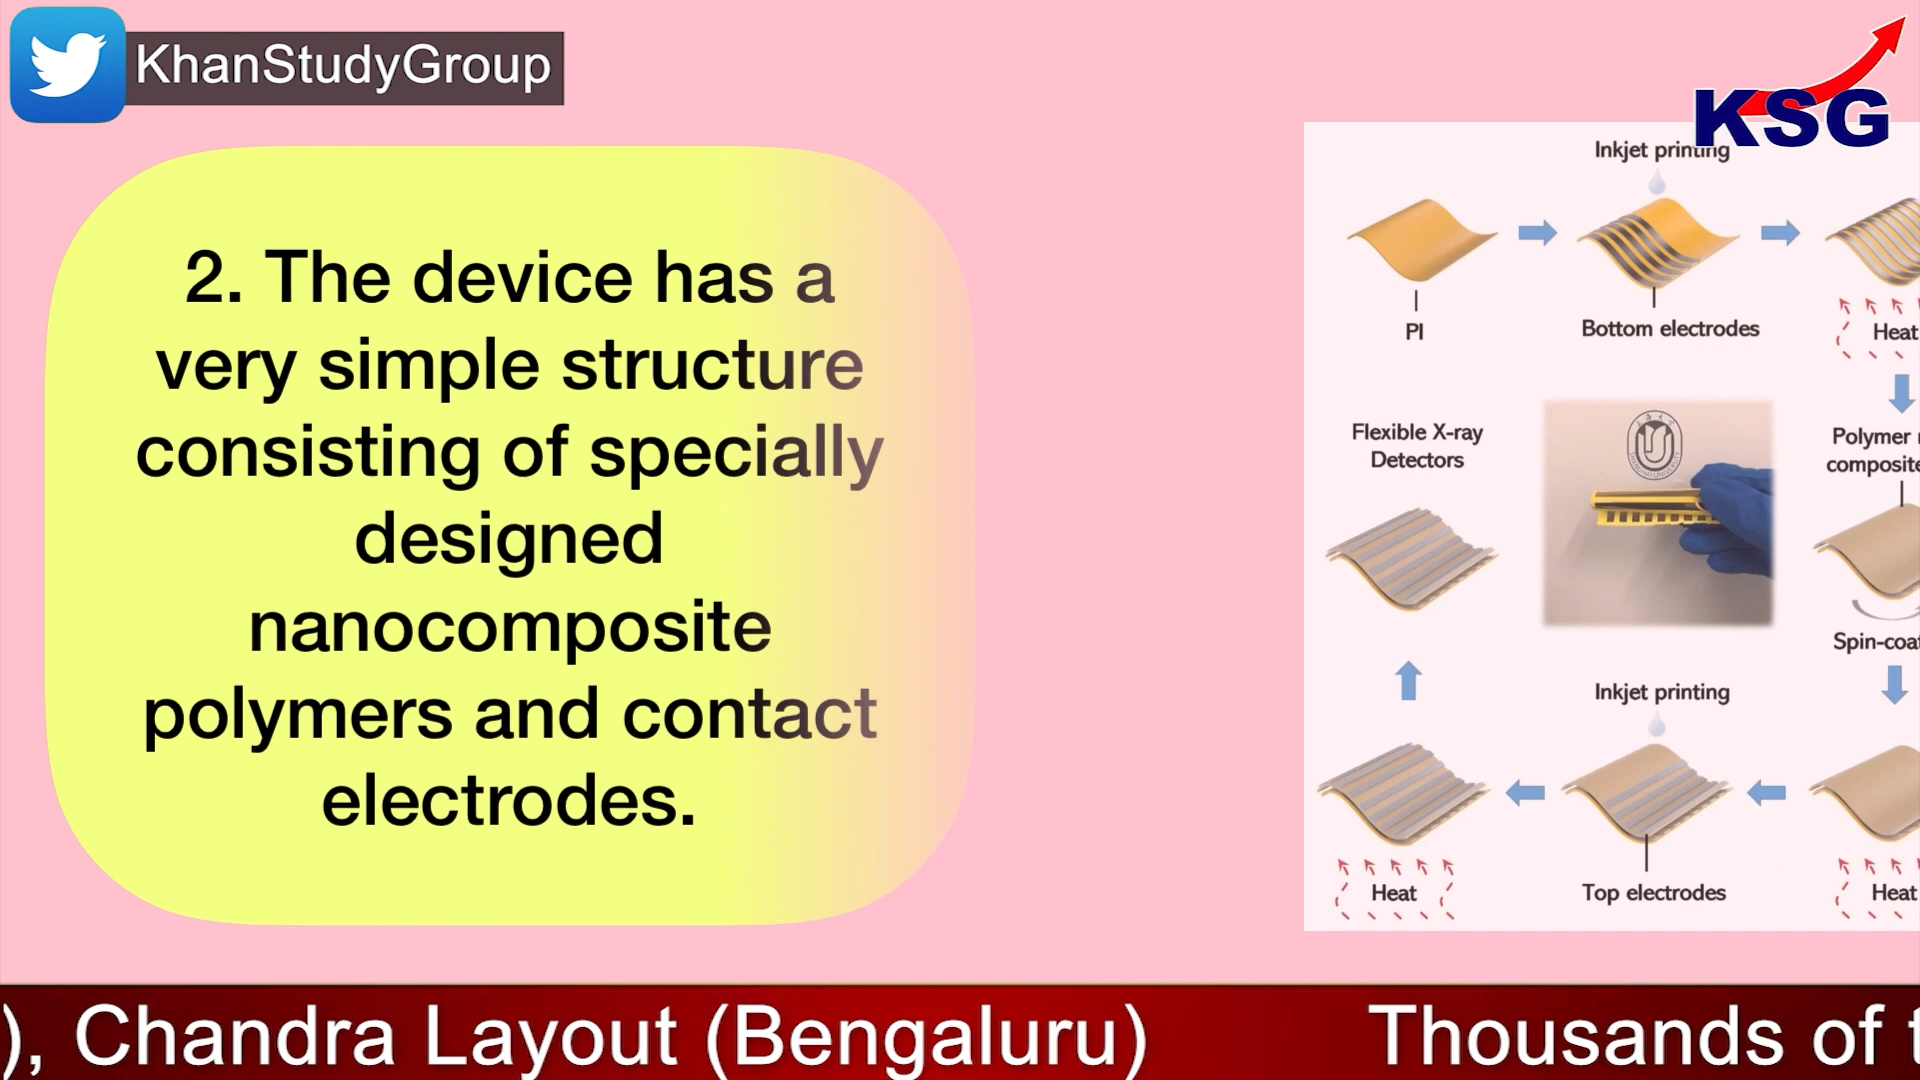 KhanStudyGroup
KSG
2. The device has a
very simple structure
consisting of specially
designed
nanocomposite
polymers and contact
electrodes.
Inkjet printing
PI
Bottom electrodes
Heat
Flexible X-ray
Detectors
Polymer
composite
Spin-coat
Inkjet printing
Heat
Top electrodes
Heat
), Chandra Layout (Bengaluru)
Thousands of t